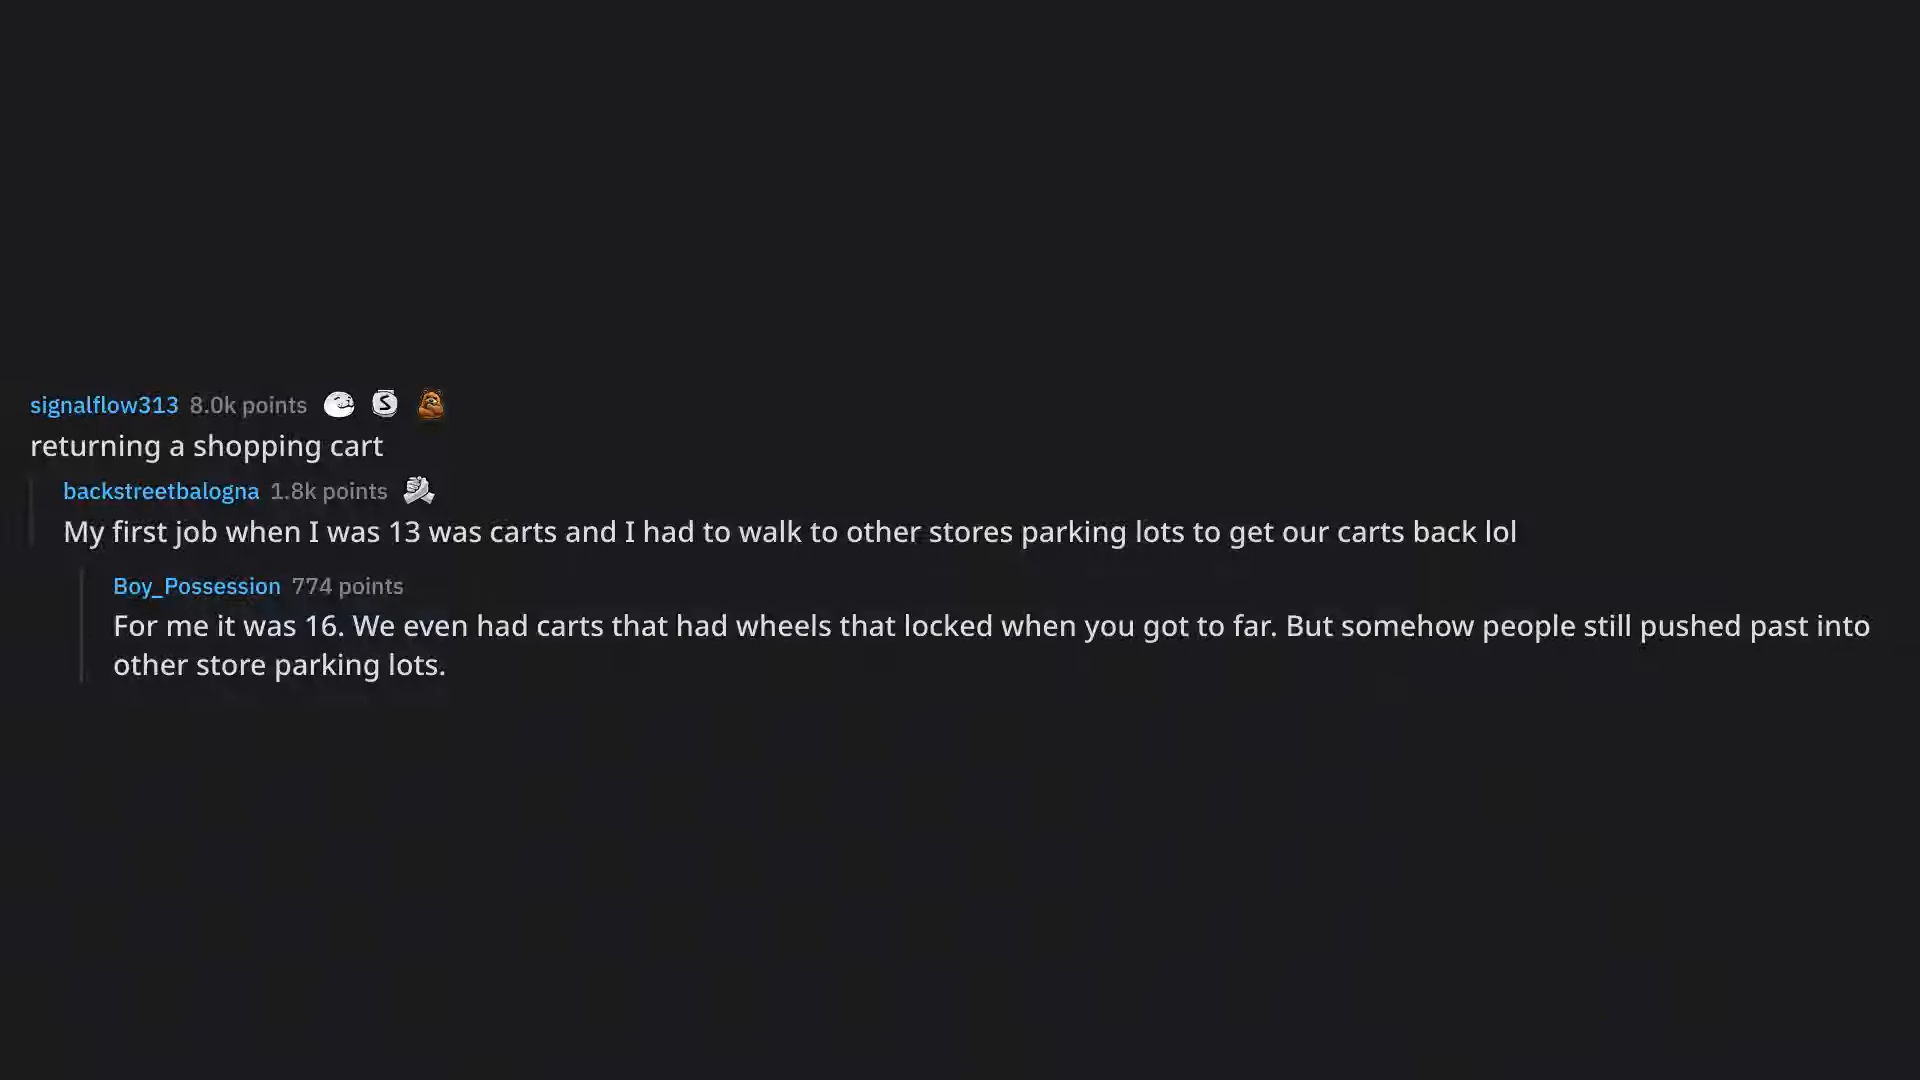 signalflow313 8.0k points
returning a shopping cart
backstreetbalogna 1.8k points
My first job when I was 13 was carts and I had to walk to other stores parking lots to get our carts back lol
Boy_Possession 774 points
For me it was 16. We even had carts that had wheels that locked when you got to far. But somehow people still pushed past into
other store parking lots.